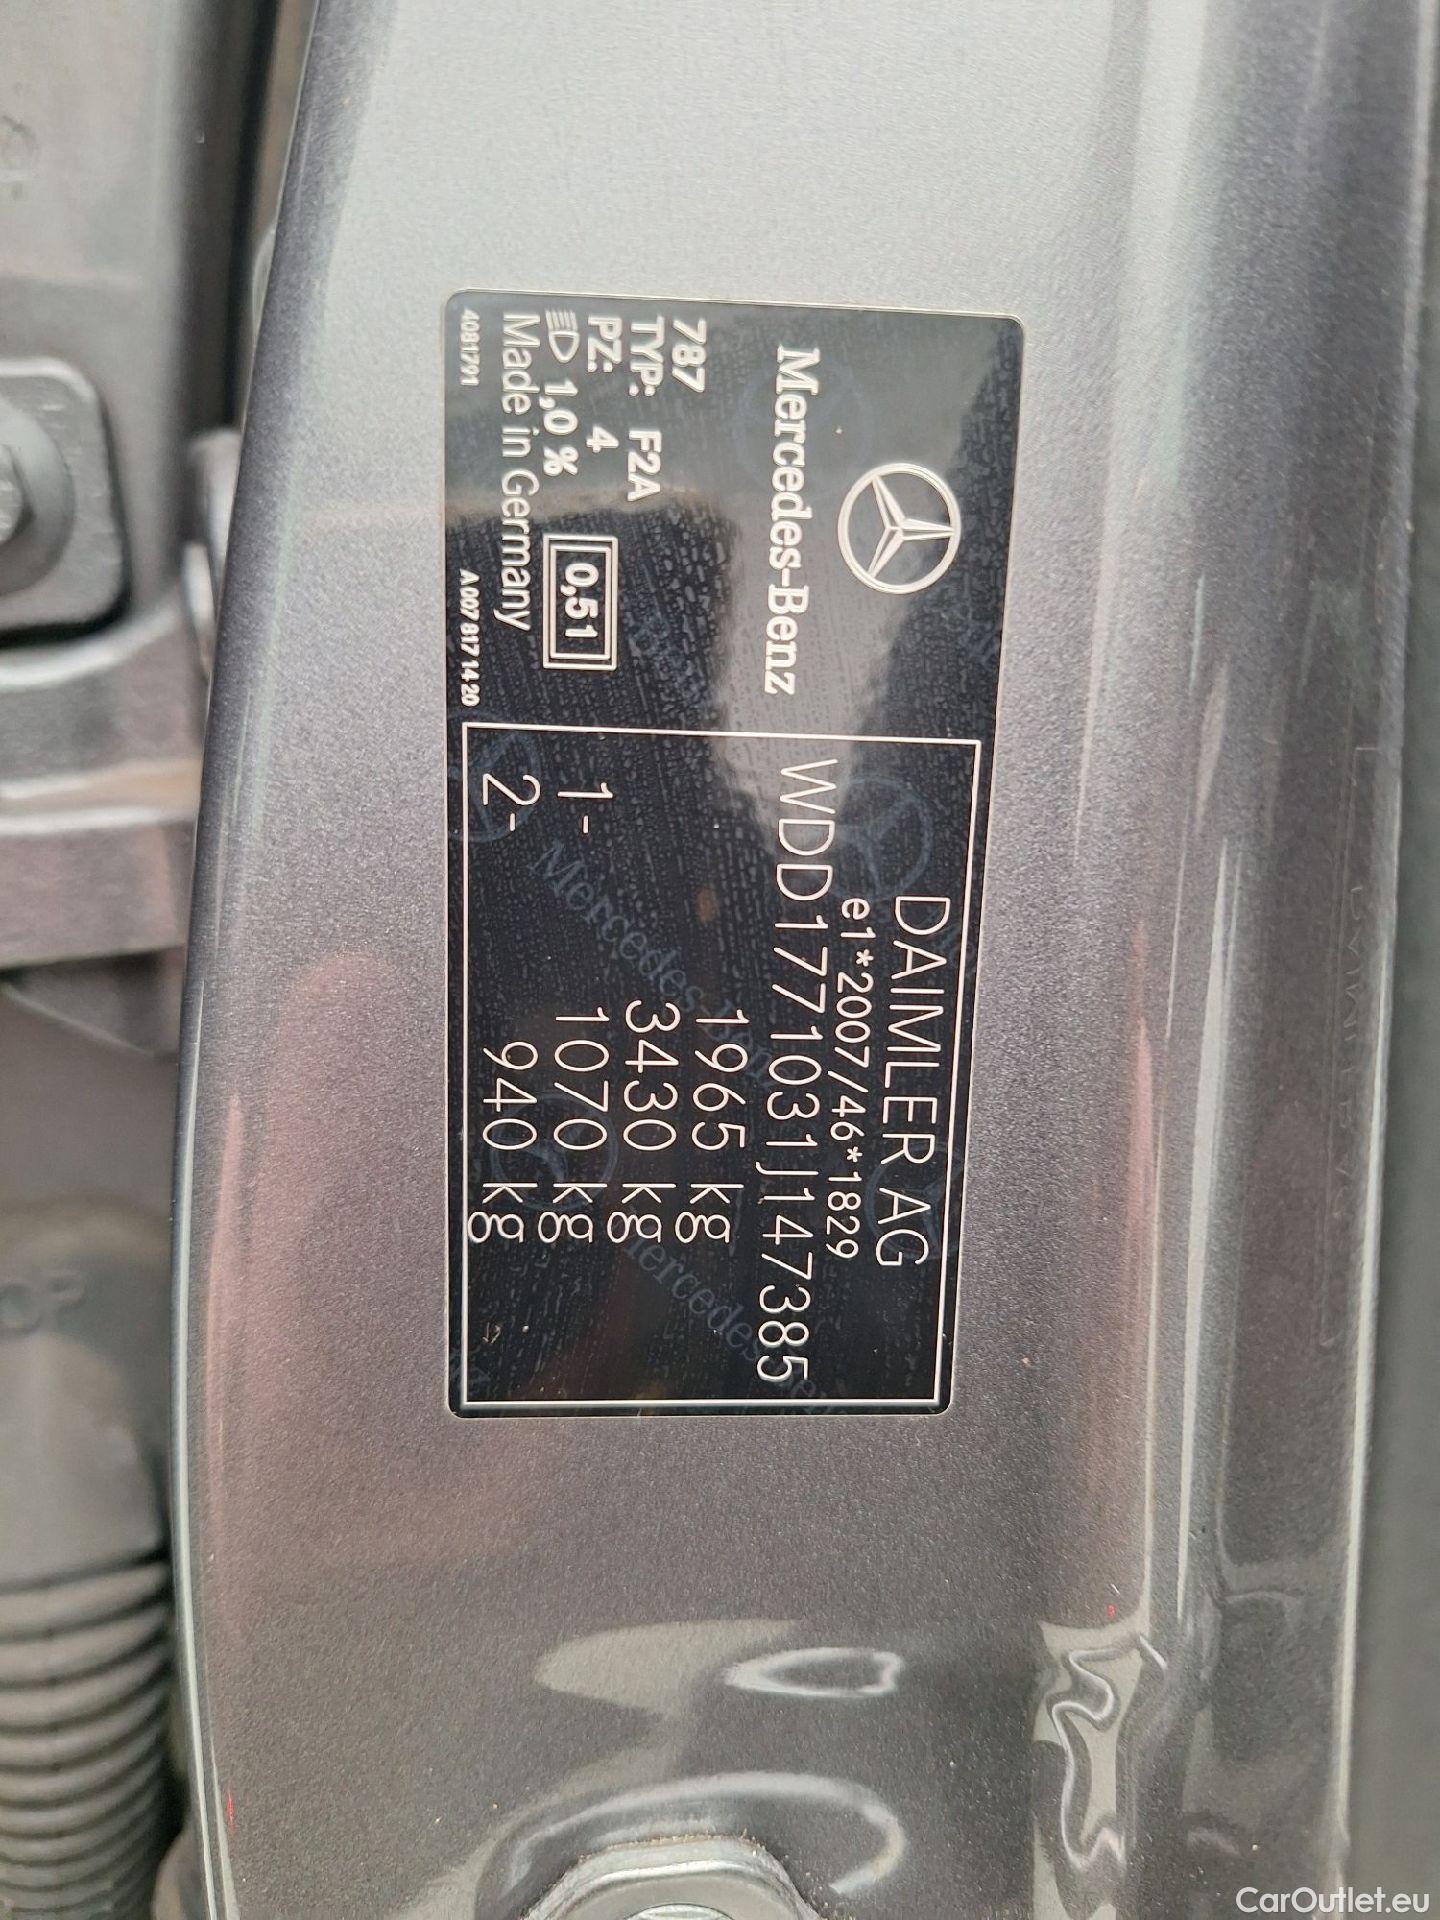 Mercedes-Benz
787
TYP: F2A
PZ: 4
1,0 %
0,51
Made in Germany
4081791 A 007 817 14 20
DAIMLER AG
e1*2007/46*1829
WDD1771031J147385
1965 kg
3430 kg
1- 1070 kg
2- 940 kg
CarOutlet.eu